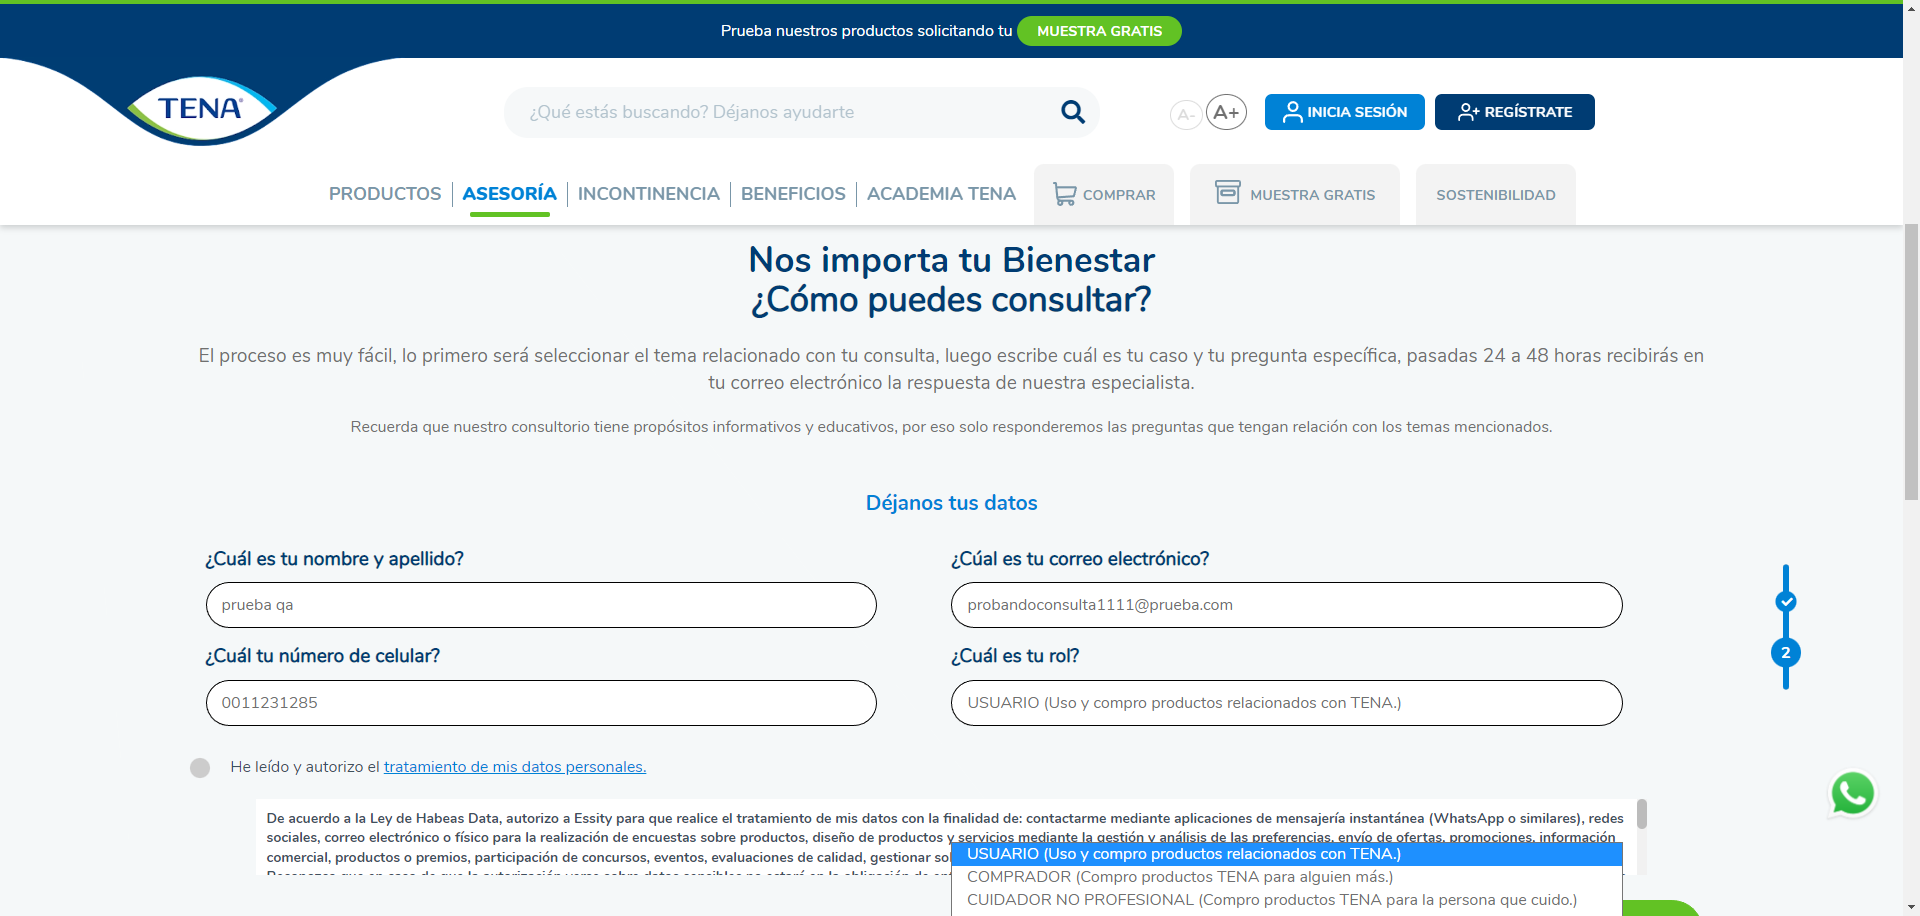 Prueba nuestros productos solicitando tu MUESTRA GRATIS
TENA
¿Qué estás buscando? Déjanos ayudarte
A- A+ INICIA SESIÓN REGÍSTRATE
PRODUCTOS ASESORÍA INCONTINENCIA BENEFICIOS ACADEMIA TENA COMPRAR MUESTRA GRATIS SOSTENIBILIDAD
Nos importa tu Bienestar
¿Cómo puedes consultar?
El proceso es muy fácil, lo primero será seleccionar el tema relacionado con tu consulta, luego escribe cuál es tu caso y tu pregunta específica, pasadas 24 a 48 horas recibirás en
tu correo electrónico la respuesta de nuestra especialista.
Recuerda que nuestro consultorio tiene propósitos informativos y educativos, por eso solo responderemos las preguntas que tengan relación con los temas mencionados.
Déjanos tus datos
¿Cuál es tu nombre y apellido?
prueba qa
¿Cúal es tu correo electrónico?
probandoconsulta1111@prueba.com
¿Cuál tu número de celular?
0011231285
¿Cuál es tu rol?
USUARIO (Uso y compro productos relacionados con TENA.)
2
He leído y autorizo el tratamiento de mis datos personales.
De acuerdo a la Ley de Habeas Data, autorizo a Essity para que realice el tratamiento de mis datos con la finalidad de: contactarme mediante aplicaciones de mensajería instantánea (WhatsApp o similares), redes
sociales, correo electrónico o físico para la realización de encuestas sobre productos, diseño de productos y servicios mediante la gestión y análisis de las preferencias, envío de ofertas, promociones, información
comercial, productos o premios, participación de concursos, eventos, evaluaciones de calidad, gestionar
USUARIO (Uso y compro productos relacionados con TENA.)
COMPRADOR (Compro productos TENA para alguien más.)
CUIDADOR NO PROFESIONAL (Compro productos TENA para la persona que cuido.)